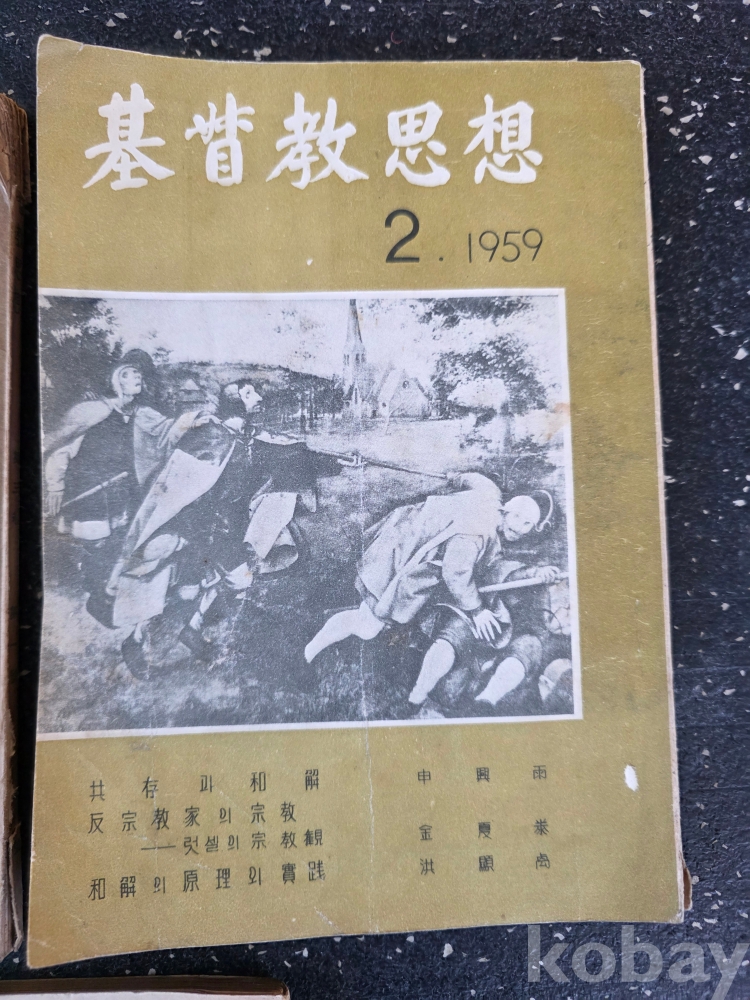 基督教思想
2. 1959
共存과和解 申興雨
反宗教家의宗教
——럿셀의宗教観 金夏泰
和解의原理와實践 洪顯卨
kobay